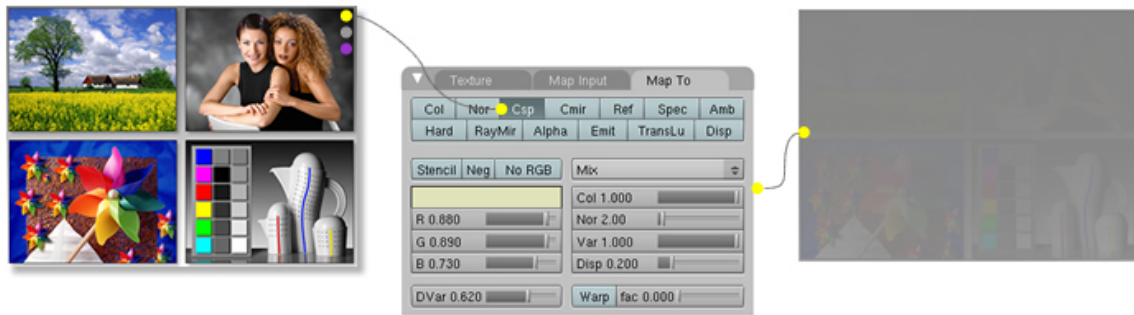 Texture Map Input Map To
Col Nor Csp Cmir Ref Spec Amb
Hard RayMir Alpha Emit TransLu Disp
Stencil Neg No RGB Mix
Col 1.000
R 0.880 Nor 2.00
G 0.890 Var 1.000
B 0.730 Disp 0.200
DVar 0.620 Warp fac 0.000